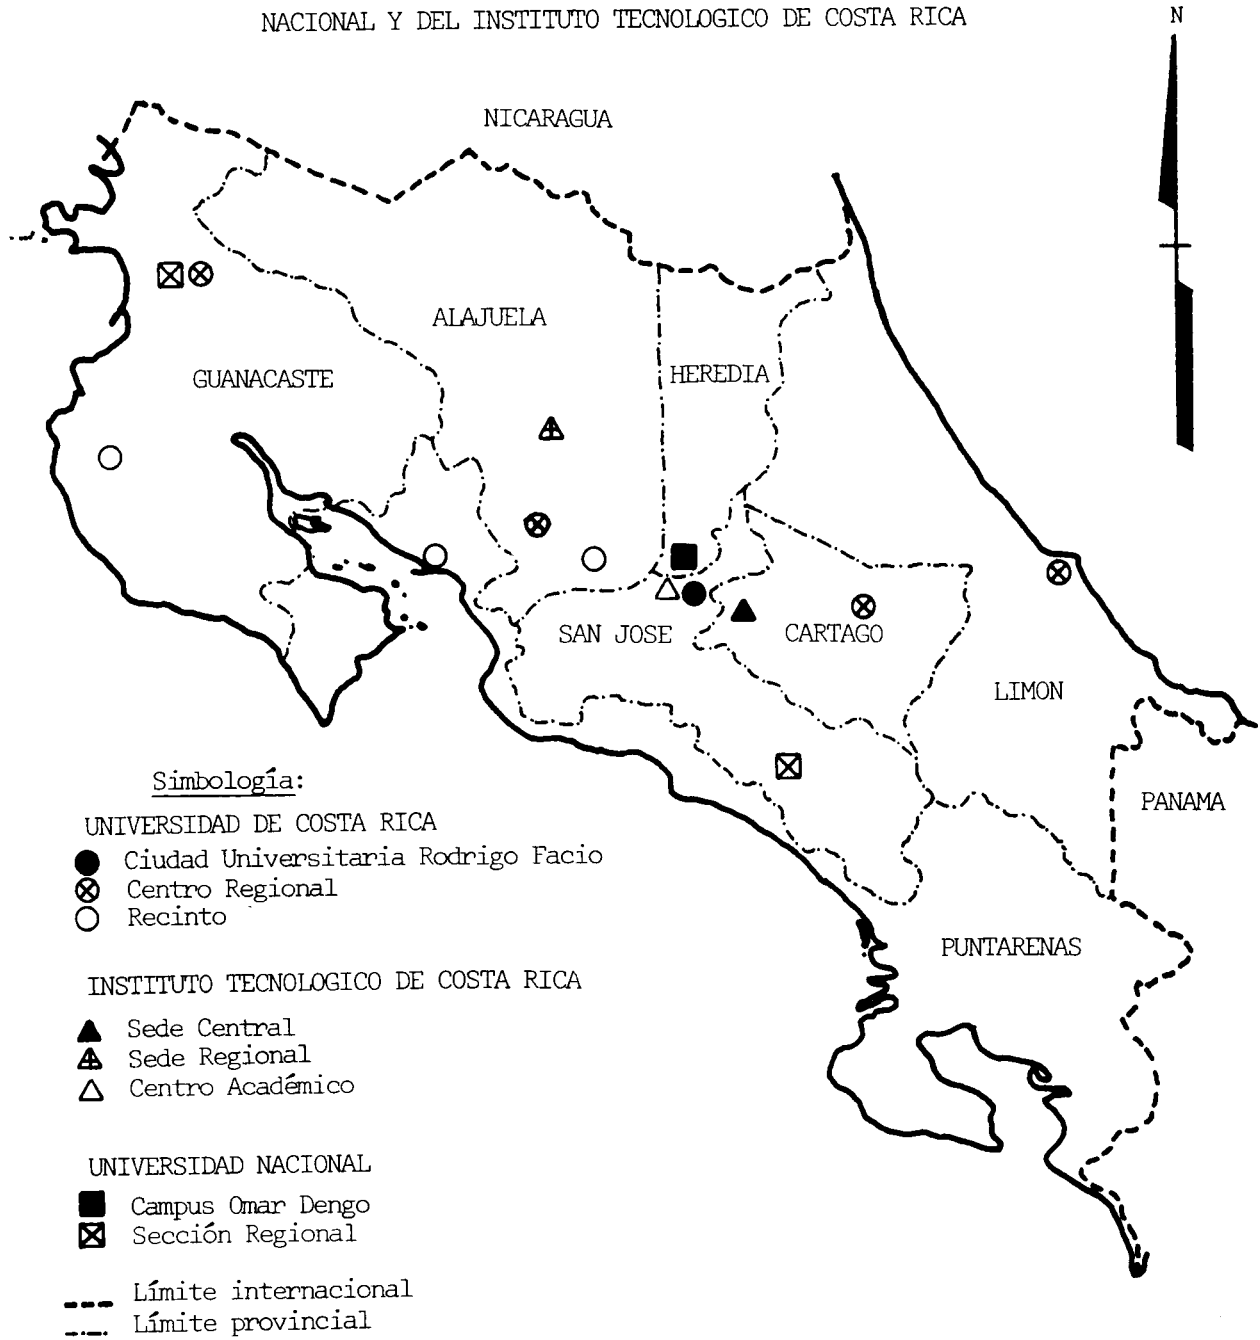 NACIONAL Y DEL INSTITUTO TECNOLOGICO DE COSTA RICA
N
NICARAGUA
ALAJUELA
HEREDIA
GUANACASTE
SAN JOSE
CARTAGO
LIMON
PANAMA
PUNTARENAS
Simbología:
UNIVERSIDAD DE COSTA RICA
Ciudad Universitaria Rodrigo Facio
Centro Regional
Recinto
INSTITUTO TECNOLOGICO DE COSTA RICA
Sede Central
Sede Regional
Centro Académico
UNIVERSIDAD NACIONAL
Campus Omar Dengo
Sección Regional
Límite internacional
Límite provincial